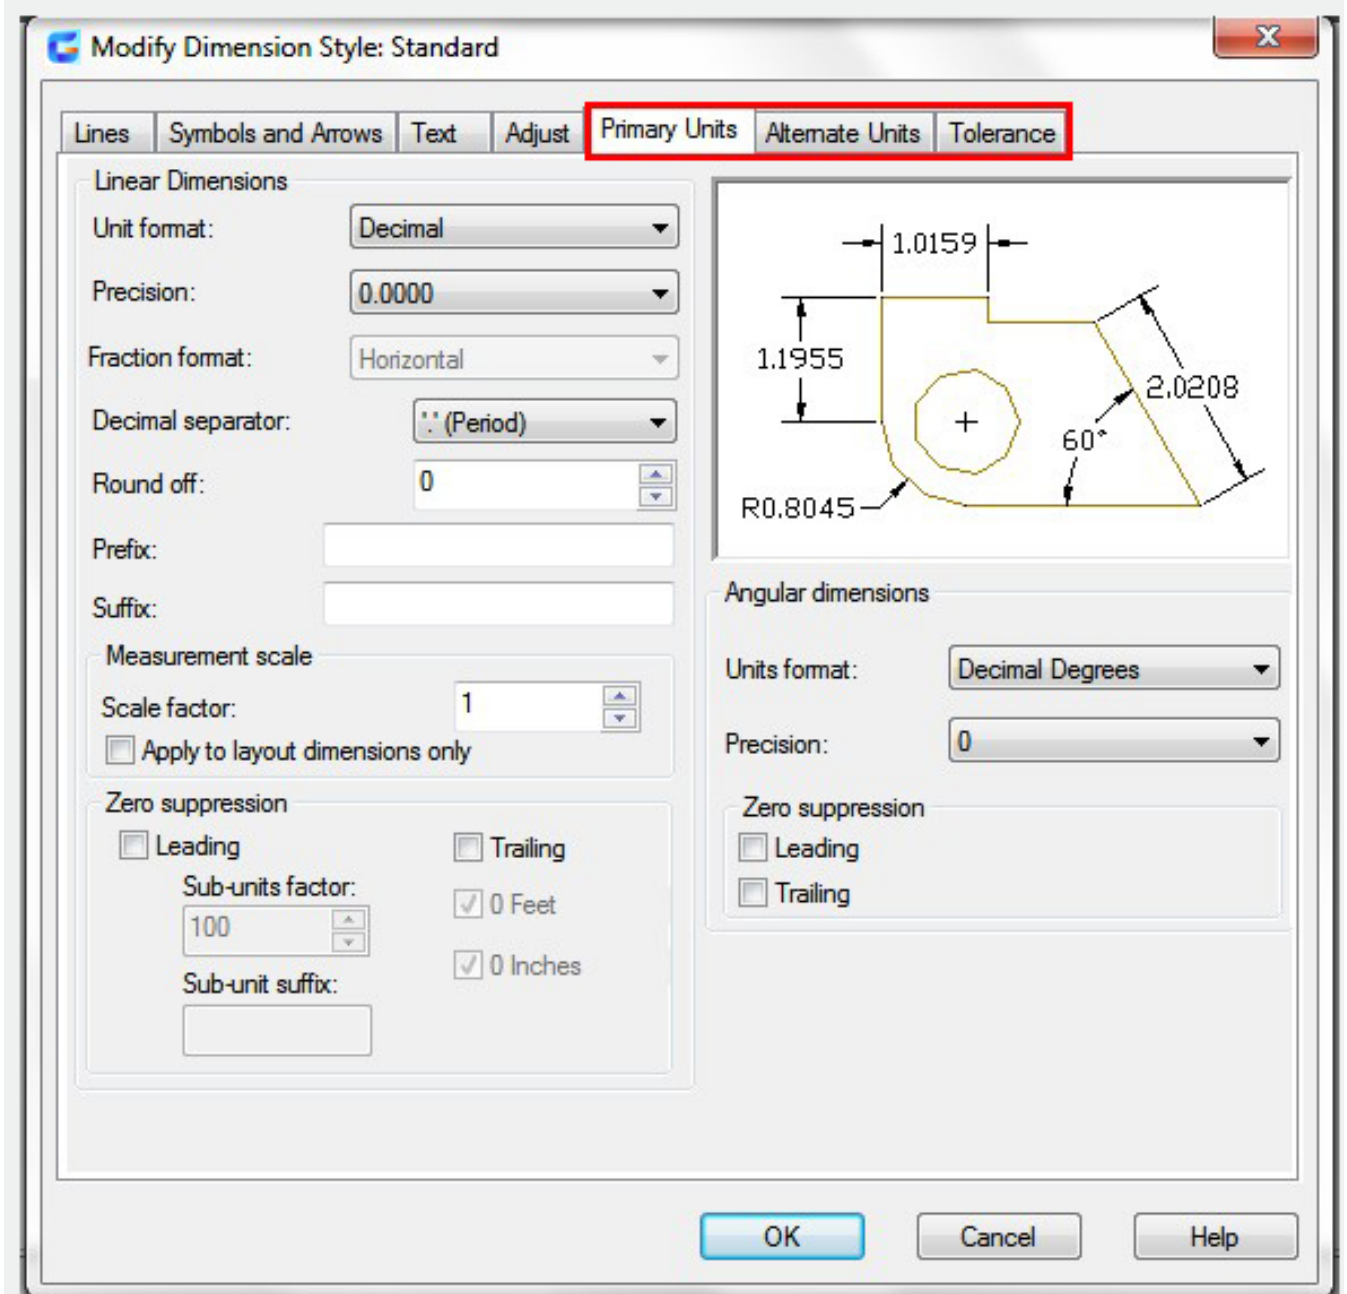 Modify Dimension Style: Standard
x
Lines Symbols and Arrows Text Adjust Primary Units Alternate Units Tolerance
Linear Dimensions
Unit format: Decimal
Precision: 0.0000
Fraction format: Horizontal
Decimal separator: '.' (Period)
Round off: 0
Prefix:
Suffix:
Measurement scale
Scale factor: 1
Apply to layout dimensions only
Zero suppression
Leading Trailing
Sub-units factor: 0 Feet
100
Sub-unit suffix: 0 Inches
1.0159
1.1955
2.0208
60°
R0.8045
Angular dimensions
Units format: Decimal Degrees
Precision: 0
Zero suppression
Leading
Trailing
OK Cancel Help